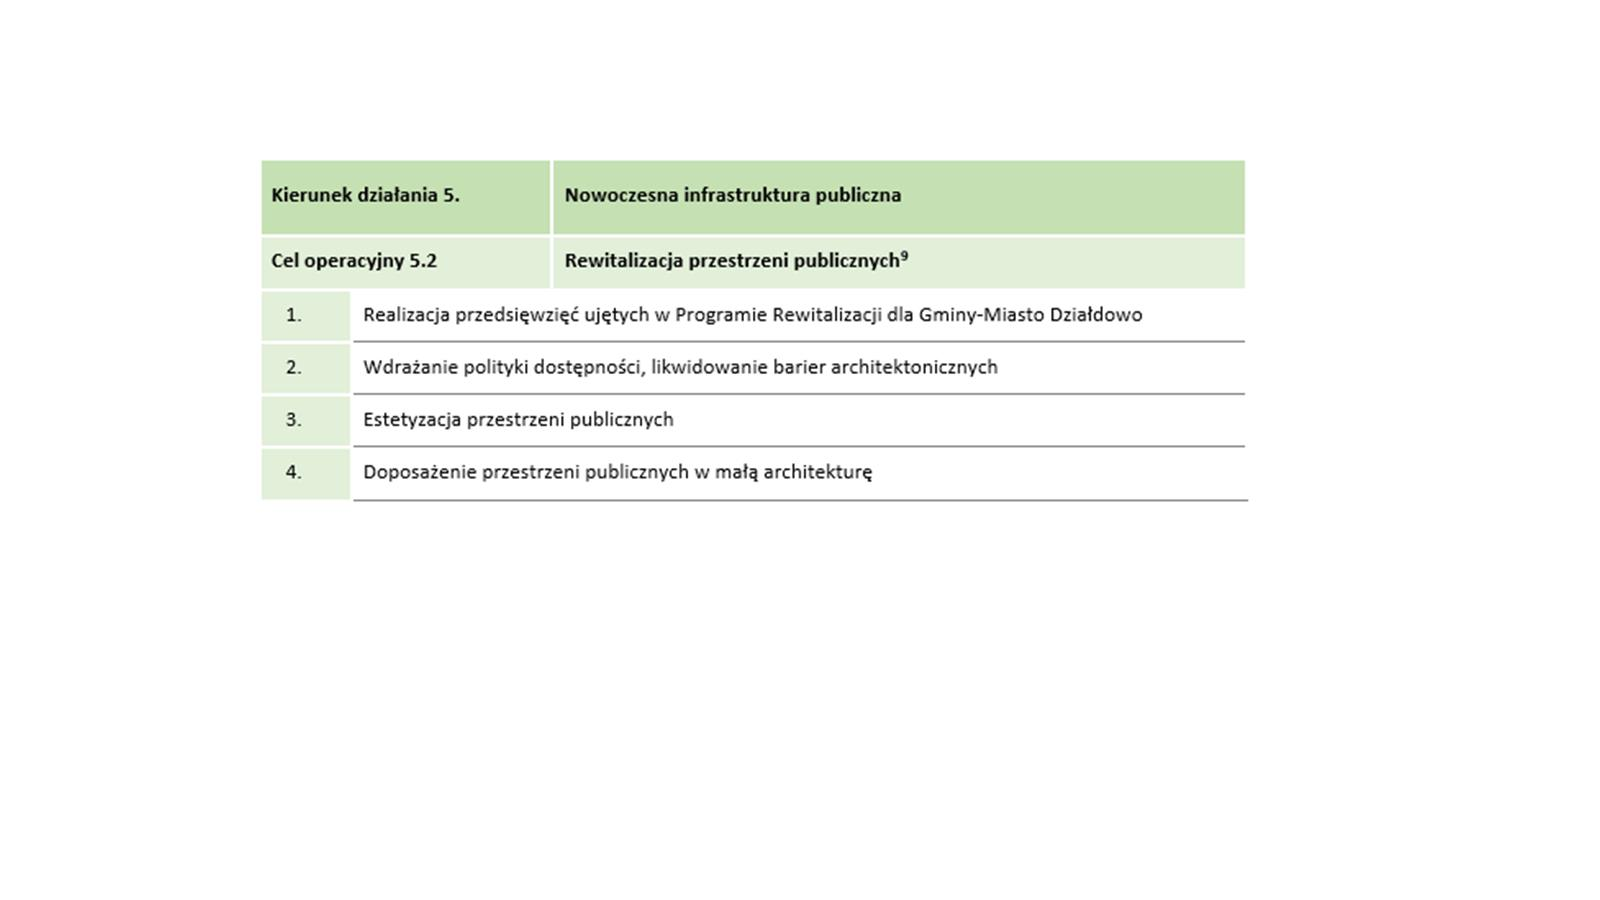 Kierunek działania 5. Nowoczesna infrastruktura publiczna
Cel operacyjny 5.2 Rewitalizacja przestrzeni publicznych⁹
1. Realizacja przedsięwzięć ujętych w Programie Rewitalizacji dla Gminy-Miasto Działdowo
2. Wdrażanie polityki dostępności, likwidowanie barier architektonicznych
3. Estetyzacja przestrzeni publicznych
4. Doposażenie przestrzeni publicznych w małą architekturę